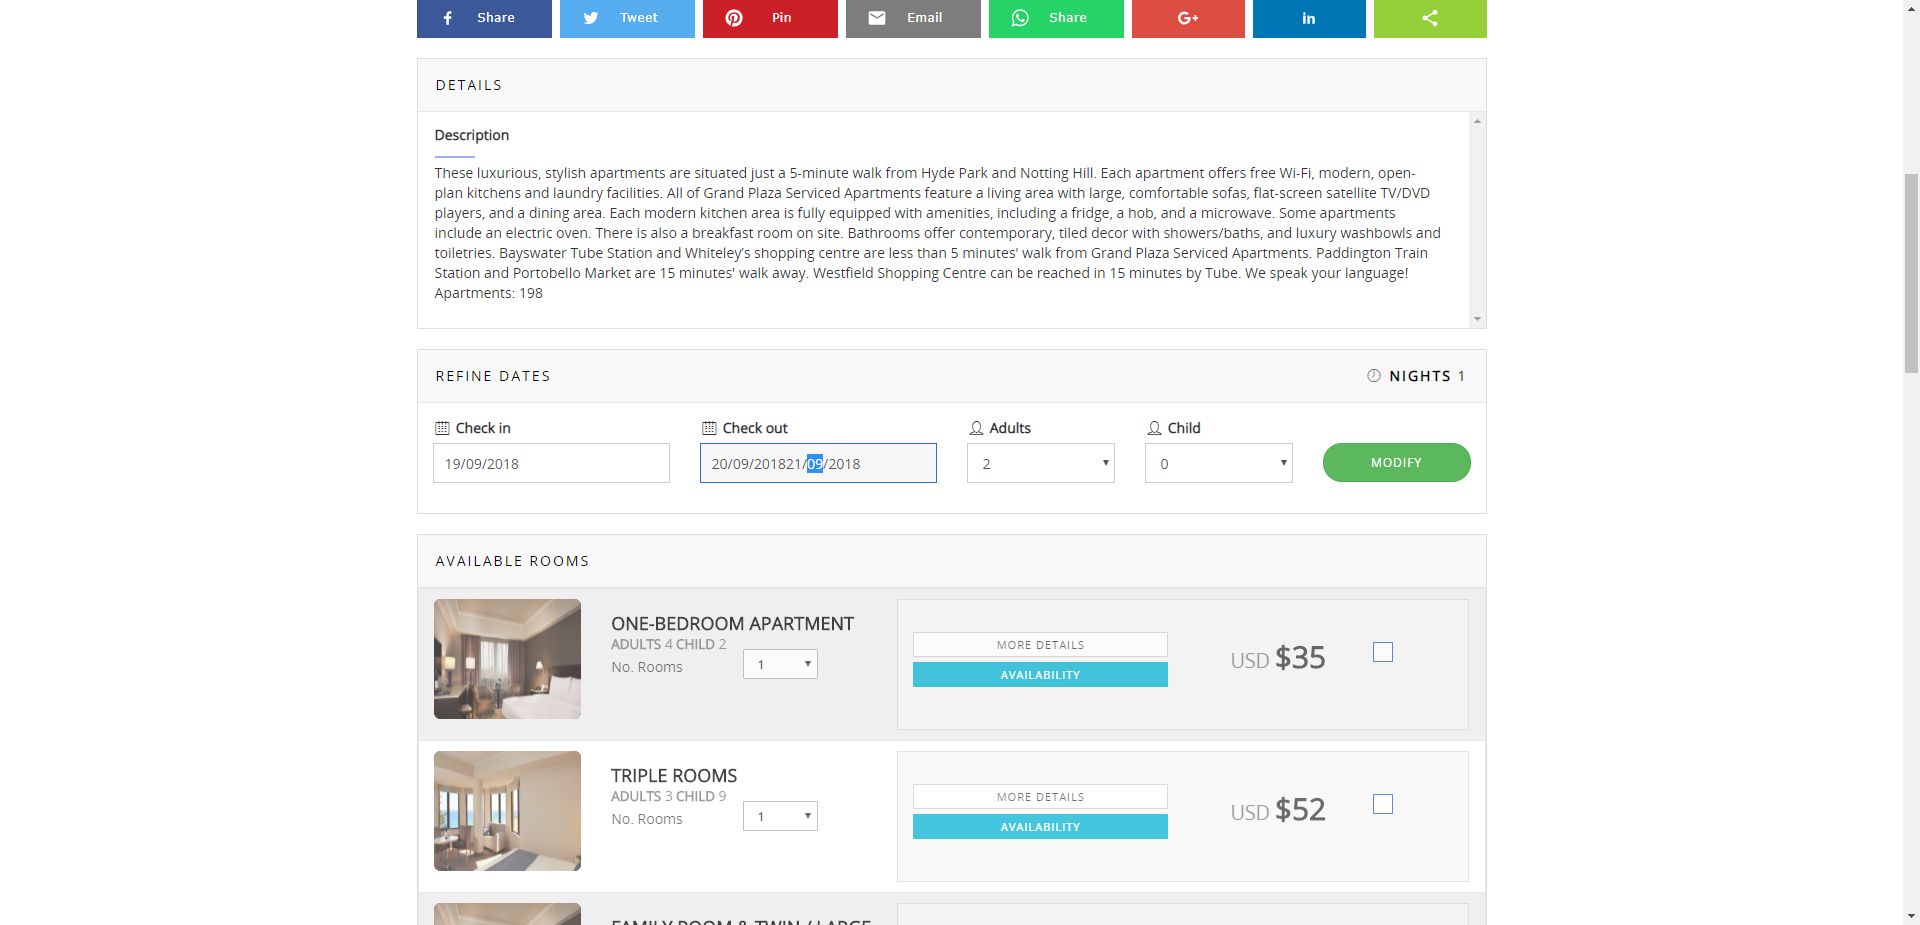 Share Tweet Pin Email Share G+ in
DETAILS
Description
These luxurious, stylish apartments are situated just a 5-minute walk from Hyde Park and Notting Hill. Each apartment offers free Wi-Fi, modern, open-
plan kitchens and laundry facilities. All of Grand Plaza Serviced Apartments feature a living area with large, comfortable sofas, flat-screen satellite TV/DVD
players, and a dining area. Each modern kitchen area is fully equipped with amenities, including a fridge, a hob, and a microwave. Some apartments
include an electric oven. There is also a breakfast room on site. Bathrooms offer contemporary, tiled decor with showers/baths, and luxury washbowls and
toiletries. Bayswater Tube Station and Whiteley's shopping centre are less than 5 minutes' walk from Grand Plaza Serviced Apartments. Paddington Train
Station and Portobello Market are 15 minutes' walk away. Westfield Shopping Centre can be reached in 15 minutes by Tube. We speak your language!
Apartments: 198
REFINE DATES NIGHTS 1
Check in Check out Adults Child
19/09/2018 20/09/201821/09/2018 2 0 MODIFY
AVAILABLE ROOMS
ONE-BEDROOM APARTMENT
ADULTS 4 CHILD 2
No. Rooms 1
MORE DETAILS
AVAILABILITY
USD $35
TRIPLE ROOMS
ADULTS 3 CHILD 9
No. Rooms 1
MORE DETAILS
AVAILABILITY
USD $52
FAMILY ROOM & TWIN / LARGE